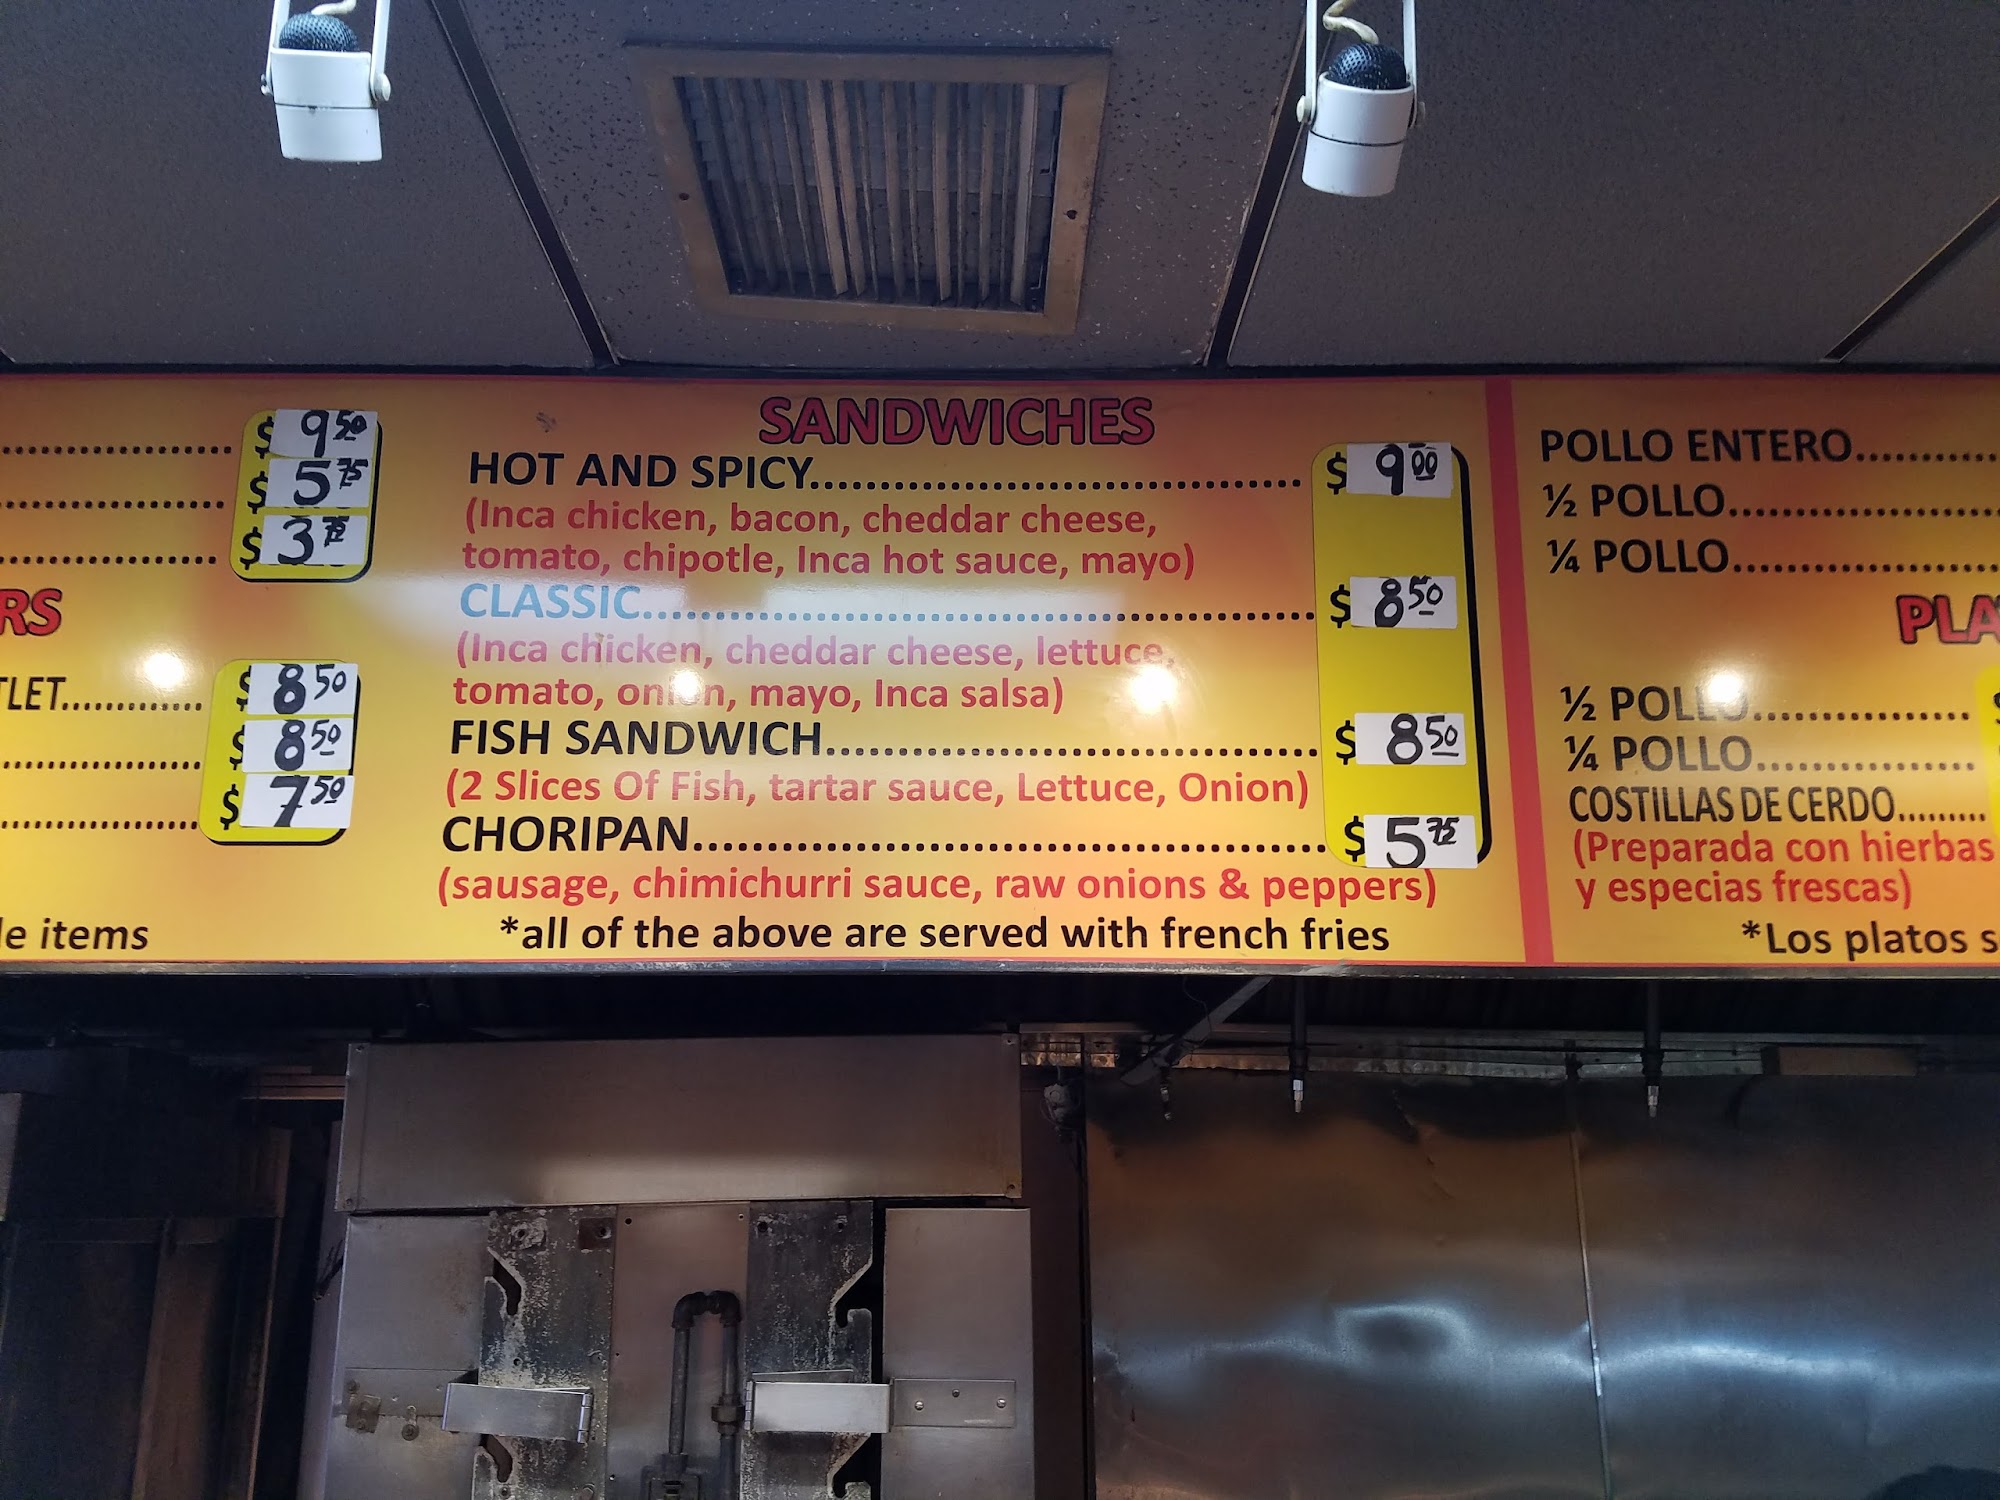 $ 9 50
$ 5 75
$ 3 75
RS
TLET............. $ 8 50
$ 8 50
$ 7 50
le items
SANDWICHES
HOT AND SPICY................................... $ 9 00
(Inca chicken, bacon, cheddar cheese,
tomato, chipotle, Inca hot sauce, mayo)
CLASSIC................................................ $ 8 50
(Inca chicken, cheddar cheese, lettuce,
tomato, onion, mayo, Inca salsa)
FISH SANDWICH.................................. $ 8 50
(2 Slices Of Fish, tartar sauce, Lettuce, Onion)
CHORIPAN........................................... $ 5 75
(sausage, chimichurri sauce, raw onions & peppers)
*all of the above are served with french fries
POLLO ENTERO..........
½ POLLO...................
¼ POLLO...................
PLA
½ POLLO................
¼ POLLO................
COSTILLAS DE CERDO.........
(Preparada con hierbas
y especias frescas)
*Los platos s